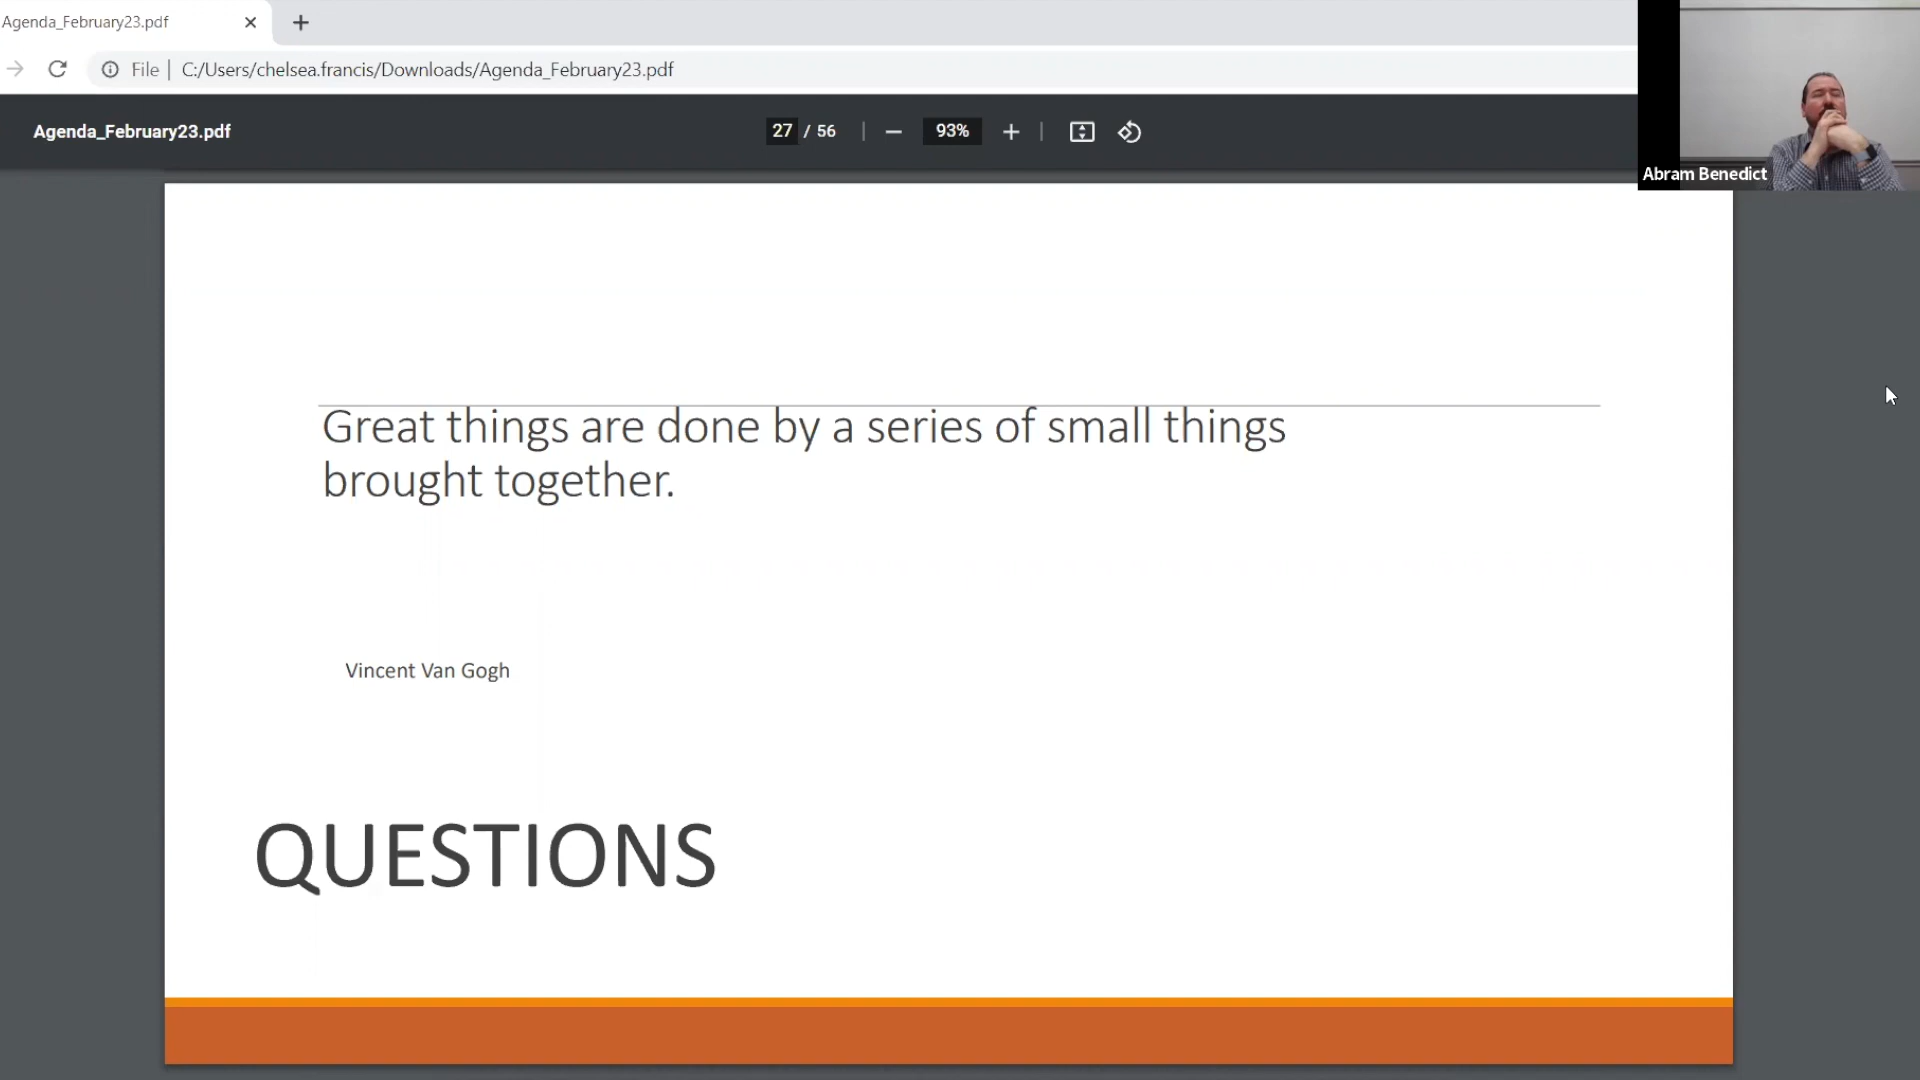 Agenda_February23.pdf
File | C:/Users/chelsea.francis/Downloads/Agenda_February23.pdf
Agenda_February23.pdf
27 / 56
93%
Abram Benedict
Great things are done by a series of small things
brought together.
Vincent Van Gogh
QUESTIONS